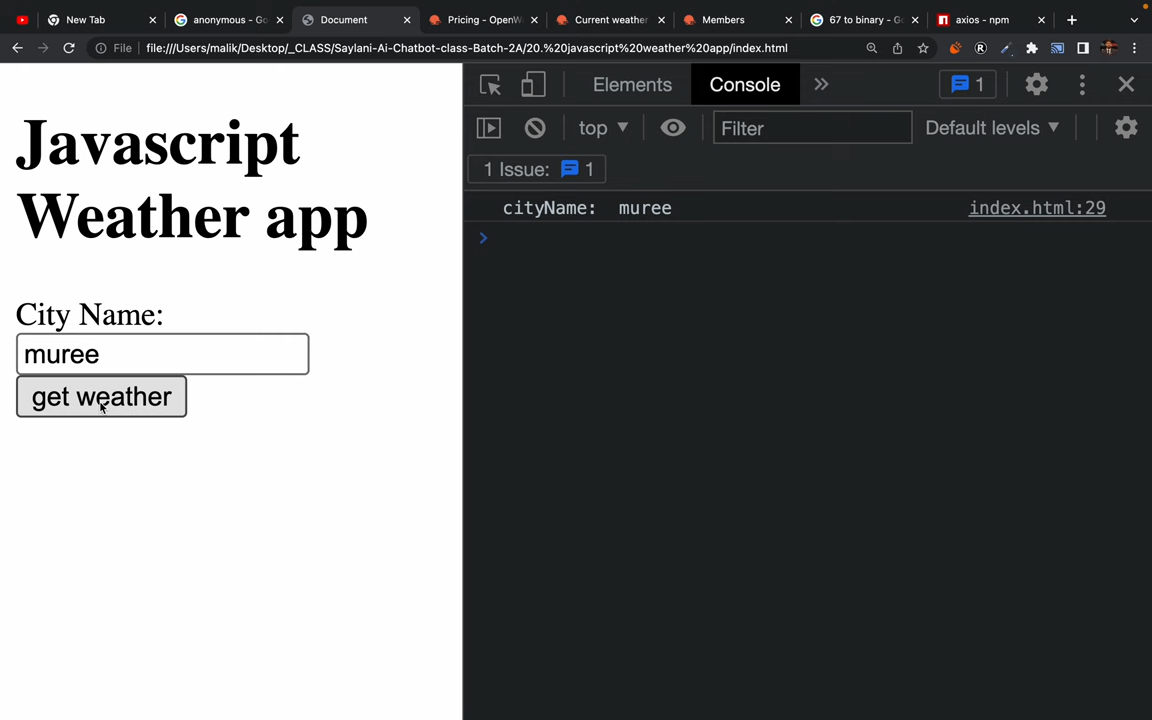 New Tab
anonymous - Go
Document
Pricing - OpenW
Current weather
Members
67 to binary - Go
axios - npm
File
file:///Users/malik/Desktop/_CLASS/Saylani-Ai-Chatbot-class-Batch-2A/20.%20javascript%20weather%20app/index.html
Javascript
Weather app
City Name:
muree
get weather
Elements
Console
»
1
top
Filter
Default levels
1 Issue:
1
cityName: muree
index.html:29